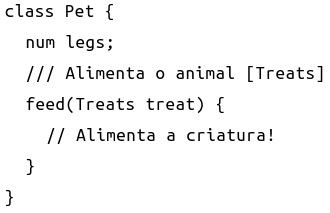 class Pet {
  num legs;
  /// Alimenta o animal [Treats]
  feed(Treats treat) {
    // Alimenta a criatura!
  }
}